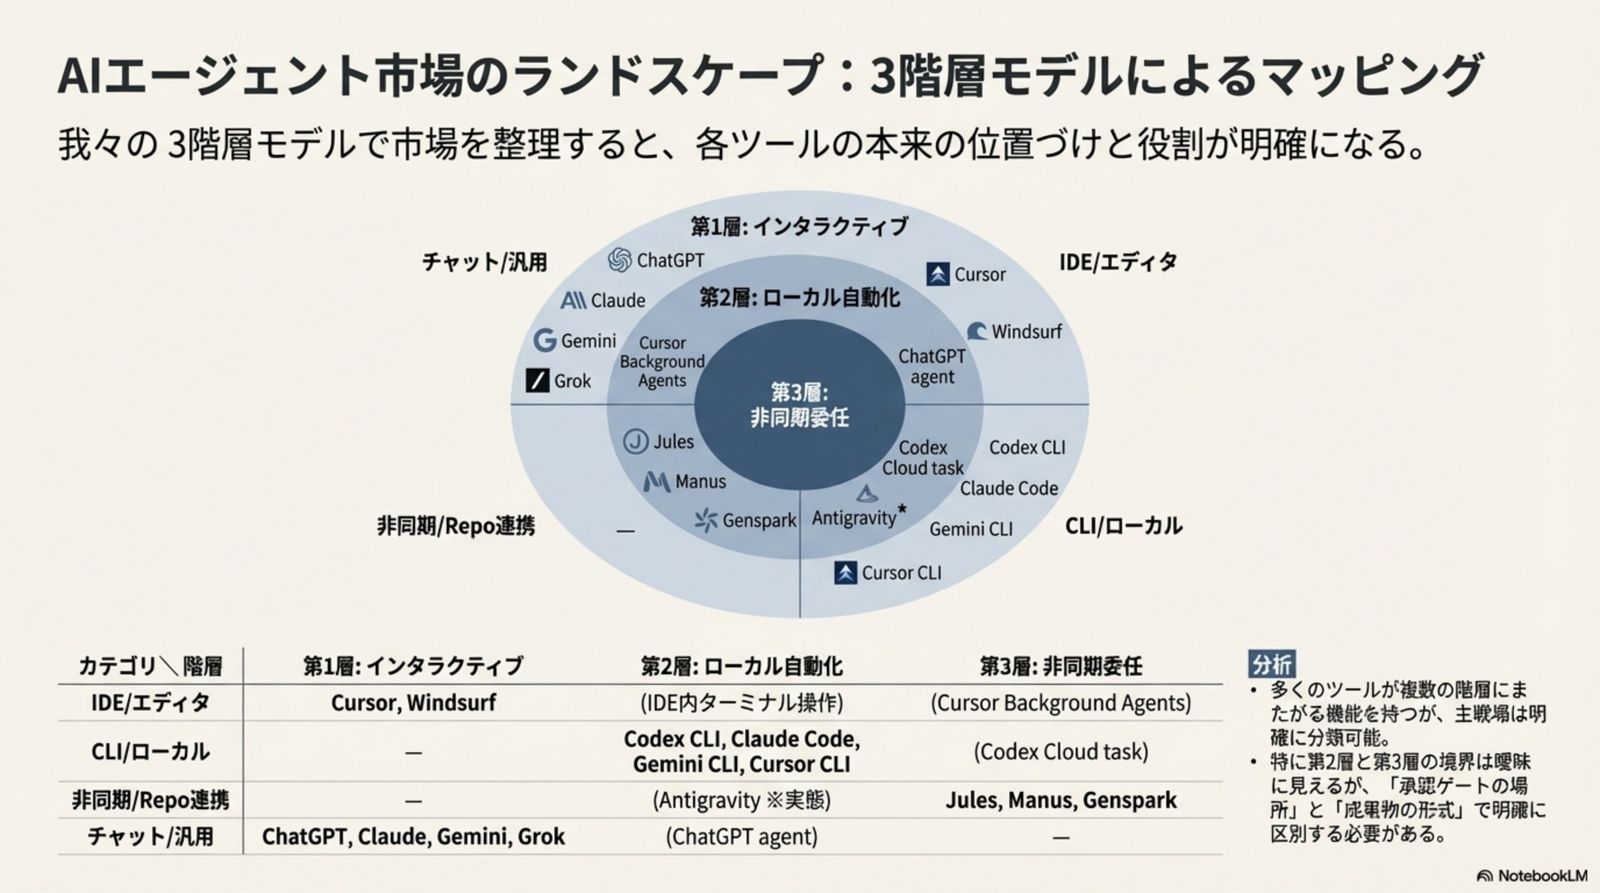 AIエージェント市場のランドスケープ：3階層モデルによるマッピング
我々の 3階層モデルで市場を整理すると、各ツールの本来の位置づけと役割が明確になる。
第1層: インタラクティブ
チャット/汎用
ChatGPT
Claude
Gemini
Grok
Cursor
Windsurf
IDE/エディタ
第2層: ローカル自動化
Cursor
Background
Agents
ChatGPT
agent
第3層:
非同期委任
Jules
Manus
Genspark
Codex
Cloud task
Antigravity*
Codex CLI
Claude Code
Gemini CLI
Cursor CLI
非同期/Repo連携
—
CLI/ローカル
カテゴリ＼階層 第1層: インタラクティブ 第2層: ローカル自動化 第3層: 非同期委任
IDE/エディタ Cursor, Windsurf (IDE内ターミナル操作) (Cursor Background Agents)
CLI/ローカル — Codex CLI, Claude Code, Gemini CLI, Cursor CLI (Codex Cloud task)
非同期/Repo連携 — (Antigravity ※実態) Jules, Manus, Genspark
チャット/汎用 ChatGPT, Claude, Gemini, Grok (ChatGPT agent) —
分析
• 多くのツールが複数の階層にま
たがる機能を持つが、主戦場は明
確に分類可能。
• 特に第2層と第3層の境界は曖昧
に見えるが、「承認ゲートの場
所」と「成果物の形式」で明確に
区別する必要がある。
NotebookLM